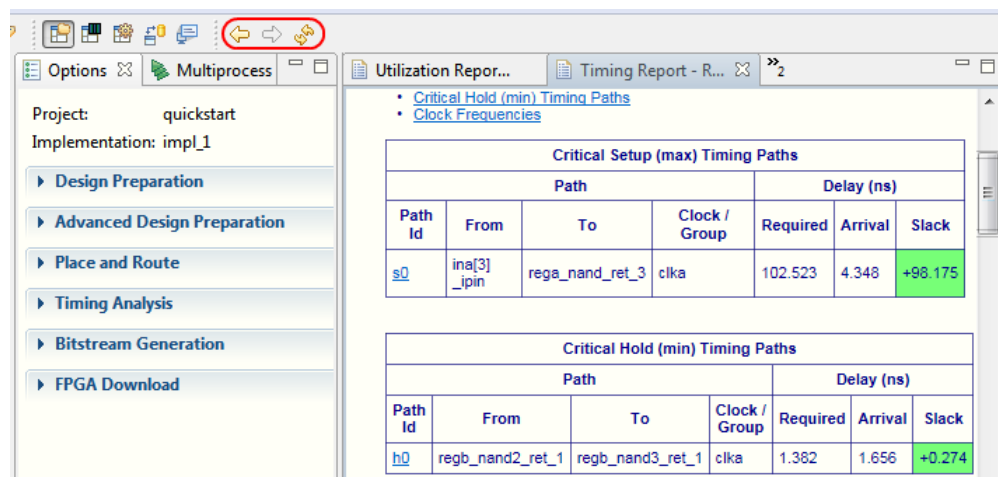 Options
Multiprocess
Utilization Repor...
Timing Report - R...
»2
Project: quickstart
Implementation: impl_1
Design Preparation
Advanced Design Preparation
Place and Route
Timing Analysis
Bitstream Generation
FPGA Download
• Critical Hold (min) Timing Paths
• Clock Frequencies
Critical Setup (max) Timing Paths
Path Delay (ns)
Path Id From To Clock / Group Required Arrival Slack
s0 ina[3]_ipin rega_nand_ret_3 clka 102.523 4.348 +98.175
Critical Hold (min) Timing Paths
Path Delay (ns)
Path Id From To Clock / Group Required Arrival Slack
h0 regb_nand2_ret_1 regb_nand3_ret_1 clka 1.382 1.656 +0.274